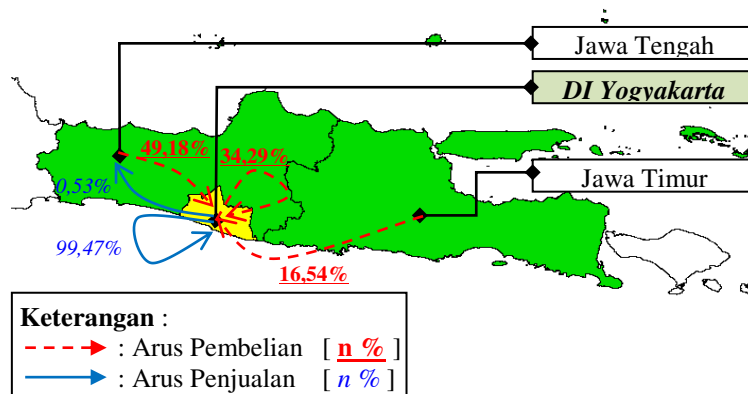 Jawa Tengah
DI Yogyakarta
49,18%
34,29%
0,53%
Jawa Timur
99,47%
16,54%
Keterangan :
: Arus Pembelian [ n % ]
: Arus Penjualan [ n % ]